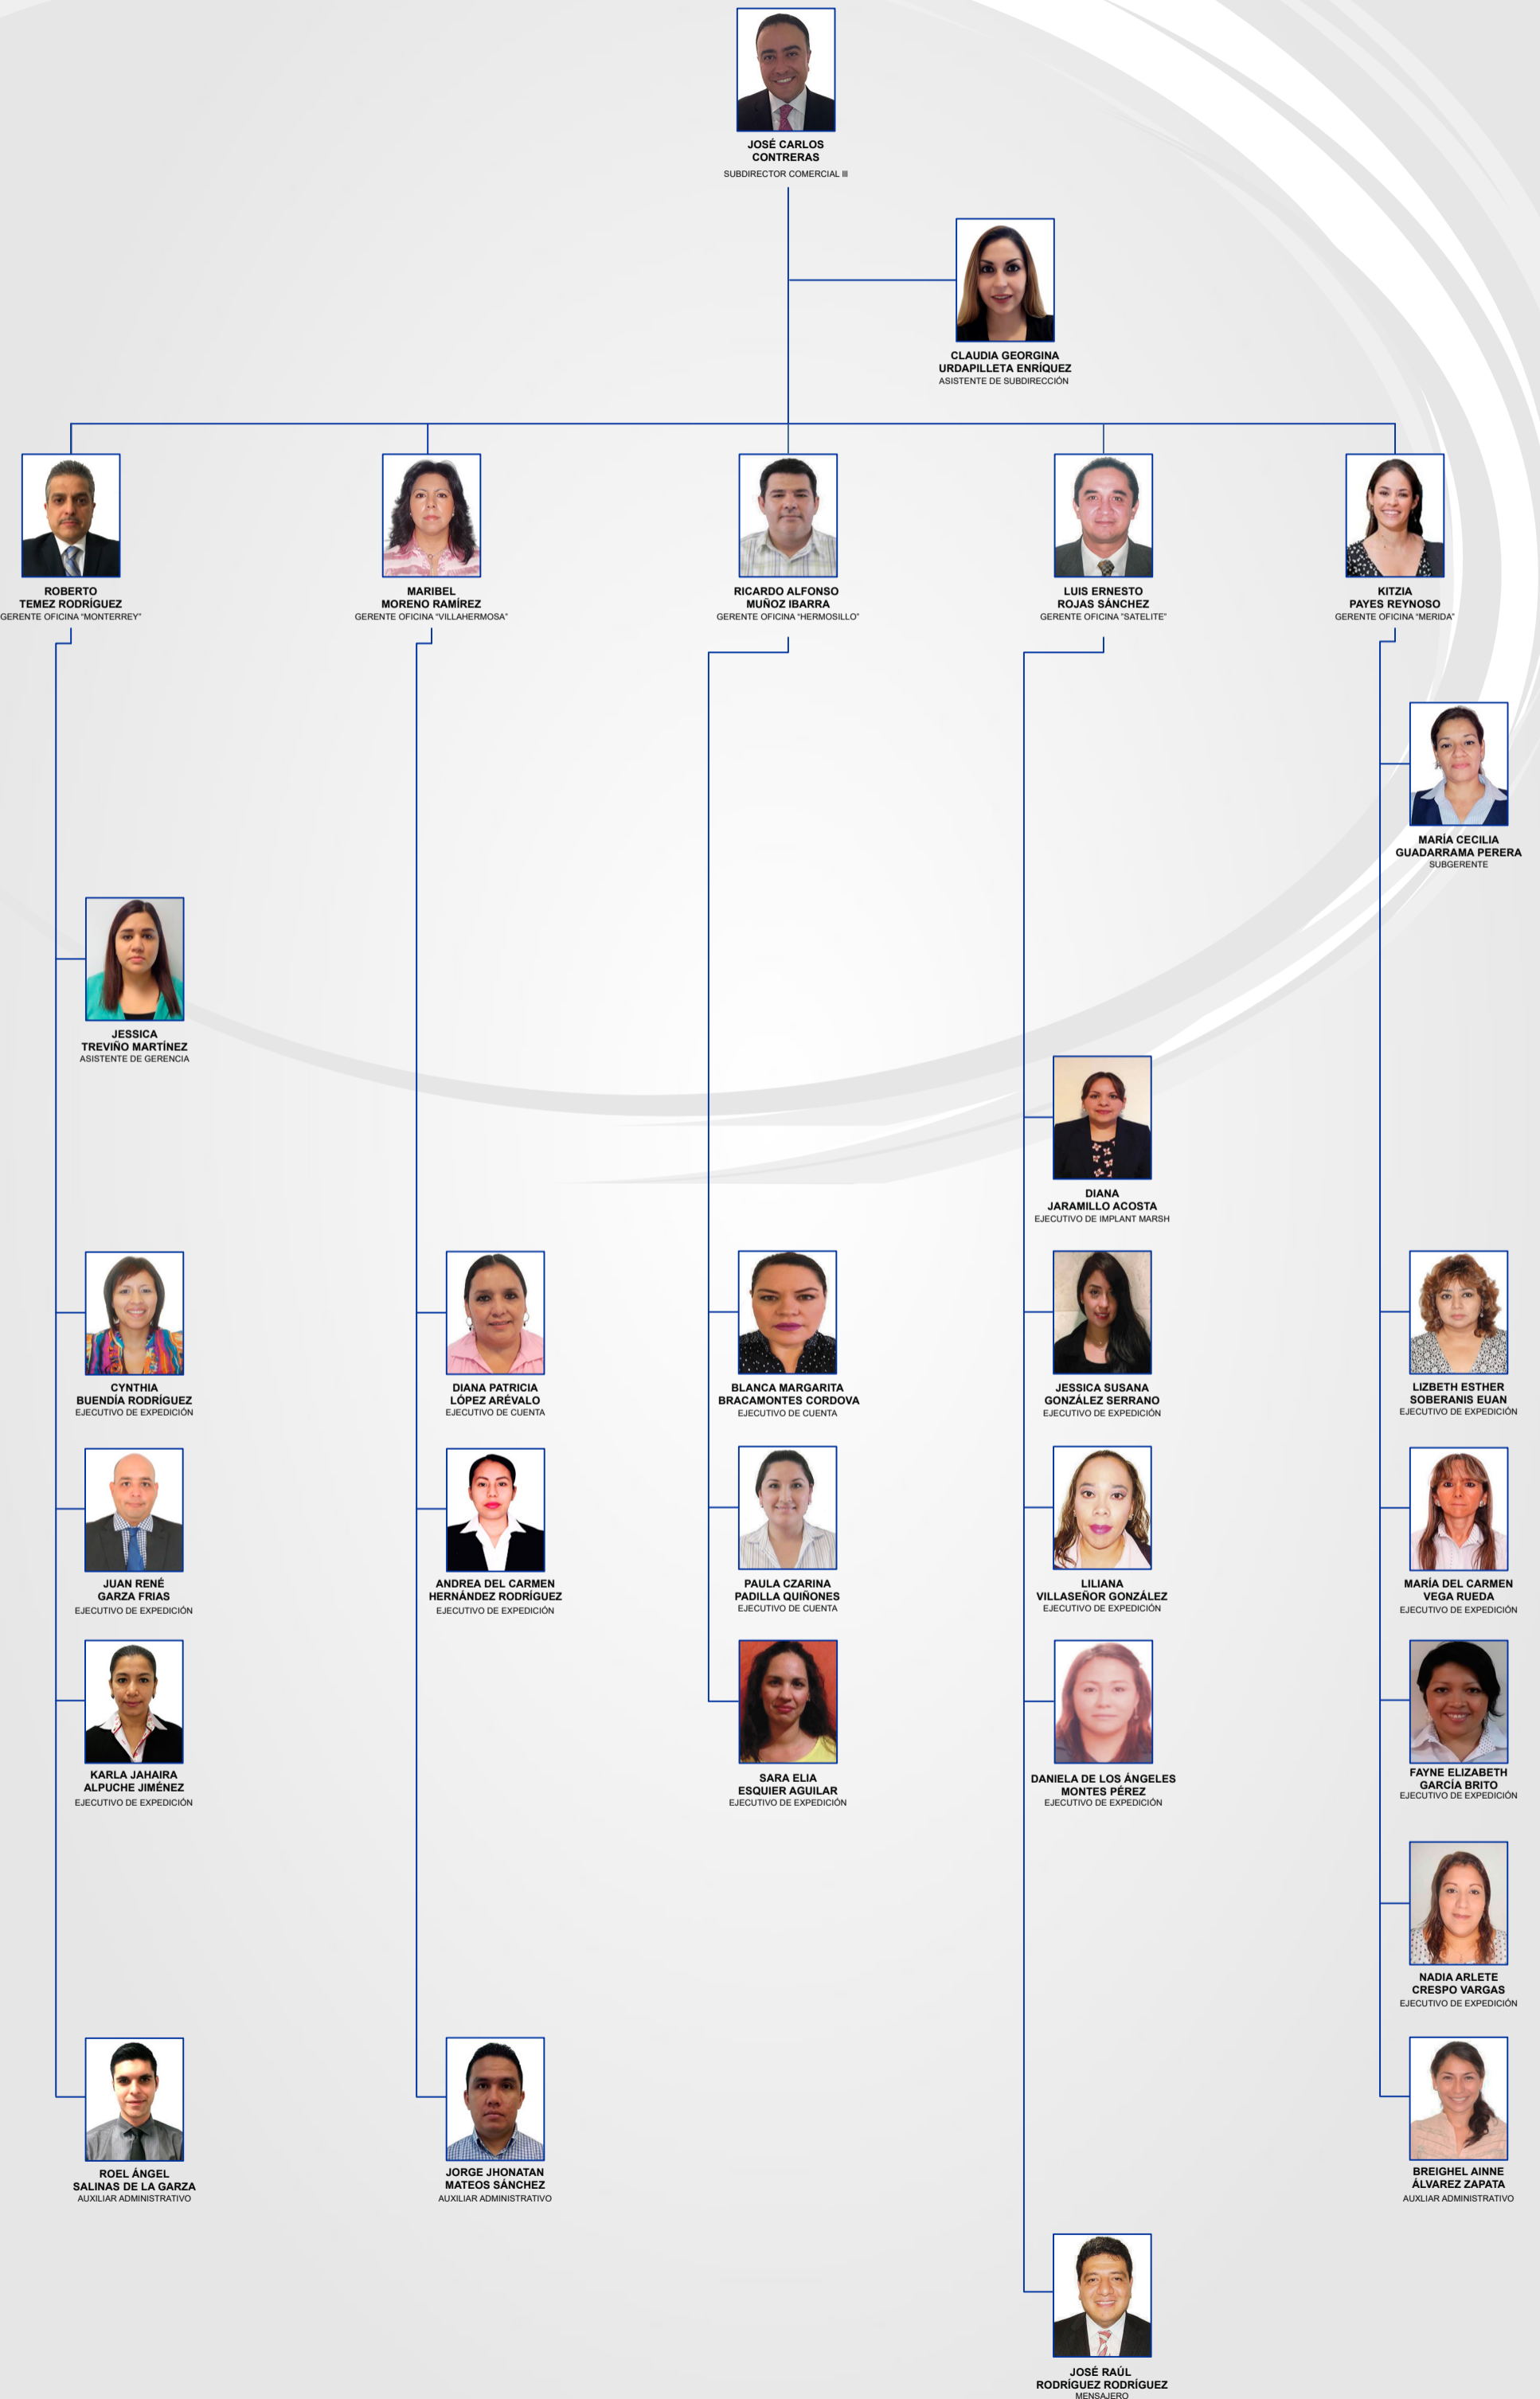 JOSÉ CARLOS
CONTRERAS
SUBDIRECTOR COMERCIAL III
CLAUDIA GEORGINA
URDAPILLETA ENRÍQUEZ
ASISTENTE DE SUBDIRECCIÓN
ROBERTO
TEMEZ RODRÍGUEZ
GERENTE OFICINA "MONTERREY"
MARIBEL
MORENO RAMÍREZ
GERENTE OFICINA "VILLAHERMOSA"
RICARDO ALFONSO
MUÑOZ IBARRA
GERENTE OFICINA "HERMOSILLO"
LUIS ERNESTO
ROJAS SÁNCHEZ
GERENTE OFICINA "SATELITE"
KITZIA
PAYES REYNOSO
GERENTE OFICINA "MERIDA"
MARÍA CECILIA
GUADARRAMA PERERA
SUBGERENTE
JESSICA
TREVIÑO MARTÍNEZ
ASISTENTE DE GERENCIA
DIANA
JARAMILLO ACOSTA
EJECUTIVO DE IMPLANT MARSH
CYNTHIA
BUENDÍA RODRÍGUEZ
EJECUTIVO DE EXPEDICIÓN
DIANA PATRICIA
LÓPEZ ARÉVALO
EJECUTIVO DE CUENTA
BLANCA MARGARITA
BRACAMONTES CORDOVA
EJECUTIVO DE CUENTA
JESSICA SUSANA
GONZÁLEZ SERRANO
EJECUTIVO DE EXPEDICIÓN
LIZBETH ESTHER
SOBERANIS EUAN
EJECUTIVO DE EXPEDICIÓN
JUAN RENÉ
GARZA FRIAS
EJECUTIVO DE EXPEDICIÓN
ANDREA DEL CARMEN
HERNÁNDEZ RODRÍGUEZ
EJECUTIVO DE EXPEDICIÓN
PAULA CZARINA
PADILLA QUIÑONES
EJECUTIVO DE CUENTA
LILIANA
VILLASEÑOR GONZÁLEZ
EJECUTIVO DE EXPEDICIÓN
MARÍA DEL CARMEN
VEGA RUEDA
EJECUTIVO DE EXPEDICIÓN
KARLA JAHAIRA
ALPUCHE JIMÉNEZ
EJECUTIVO DE EXPEDICIÓN
SARA ELIA
ESQUIER AGUILAR
EJECUTIVO DE EXPEDICIÓN
DANIELA DE LOS ÁNGELES
MONTES PÉREZ
EJECUTIVO DE EXPEDICIÓN
FAYNE ELIZABETH
GARCÍA BRITO
EJECUTIVO DE EXPEDICIÓN
NADIA ARLETE
CRESPO VARGAS
EJECUTIVO DE EXPEDICIÓN
ROEL ÁNGEL
SALINAS DE LA GARZA
AUXILIAR ADMINISTRATIVO
JORGE JHONATAN
MATEOS SÁNCHEZ
AUXILIAR ADMINISTRATIVO
BREIGHEL AINNE
ÁLVAREZ ZAPATA
AUXLIAR ADMINISTRATIVO
JOSÉ RAÚL
RODRÍGUEZ RODRÍGUEZ
MENSAJERO